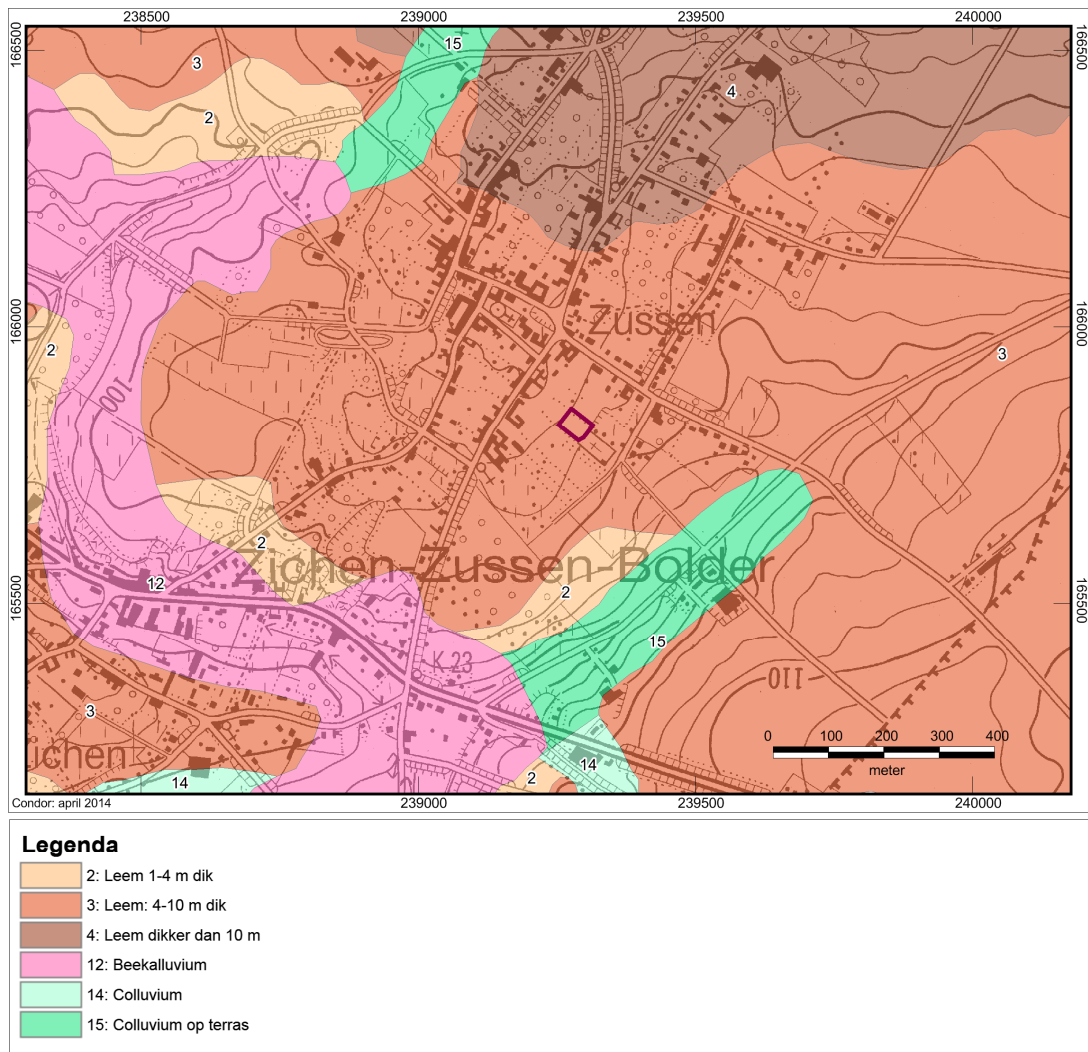 238500 239000 239500 240000
166500 166500
15
3
4
2
166000 Zussen 166000
3
2
100
2
Zichen-Zussen-Bolder
12 2
165500 165500
15
K 23
110
3
ichen
0 100 200 300 400
meter
14
2
14
Condor: april 2014
239000 239500 240000
Legenda
2: Leem 1-4 m dik
3: Leem: 4-10 m dik
4: Leem dikker dan 10 m
12: Beekalluvium
14: Colluvium
15: Colluvium op terras